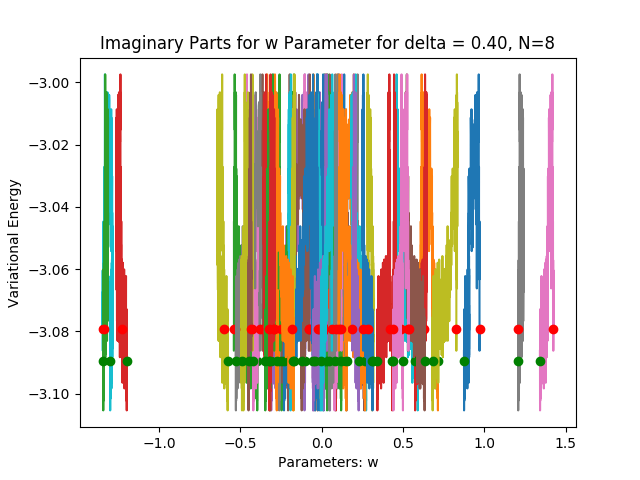 Imaginary Parts for w Parameter for delta = 0.40, N=8
Variational Energy
−3.00
−3.02
−3.04
−3.06
−3.08
−3.10
−1.0 −0.5 0.0 0.5 1.0 1.5
Parameters: w